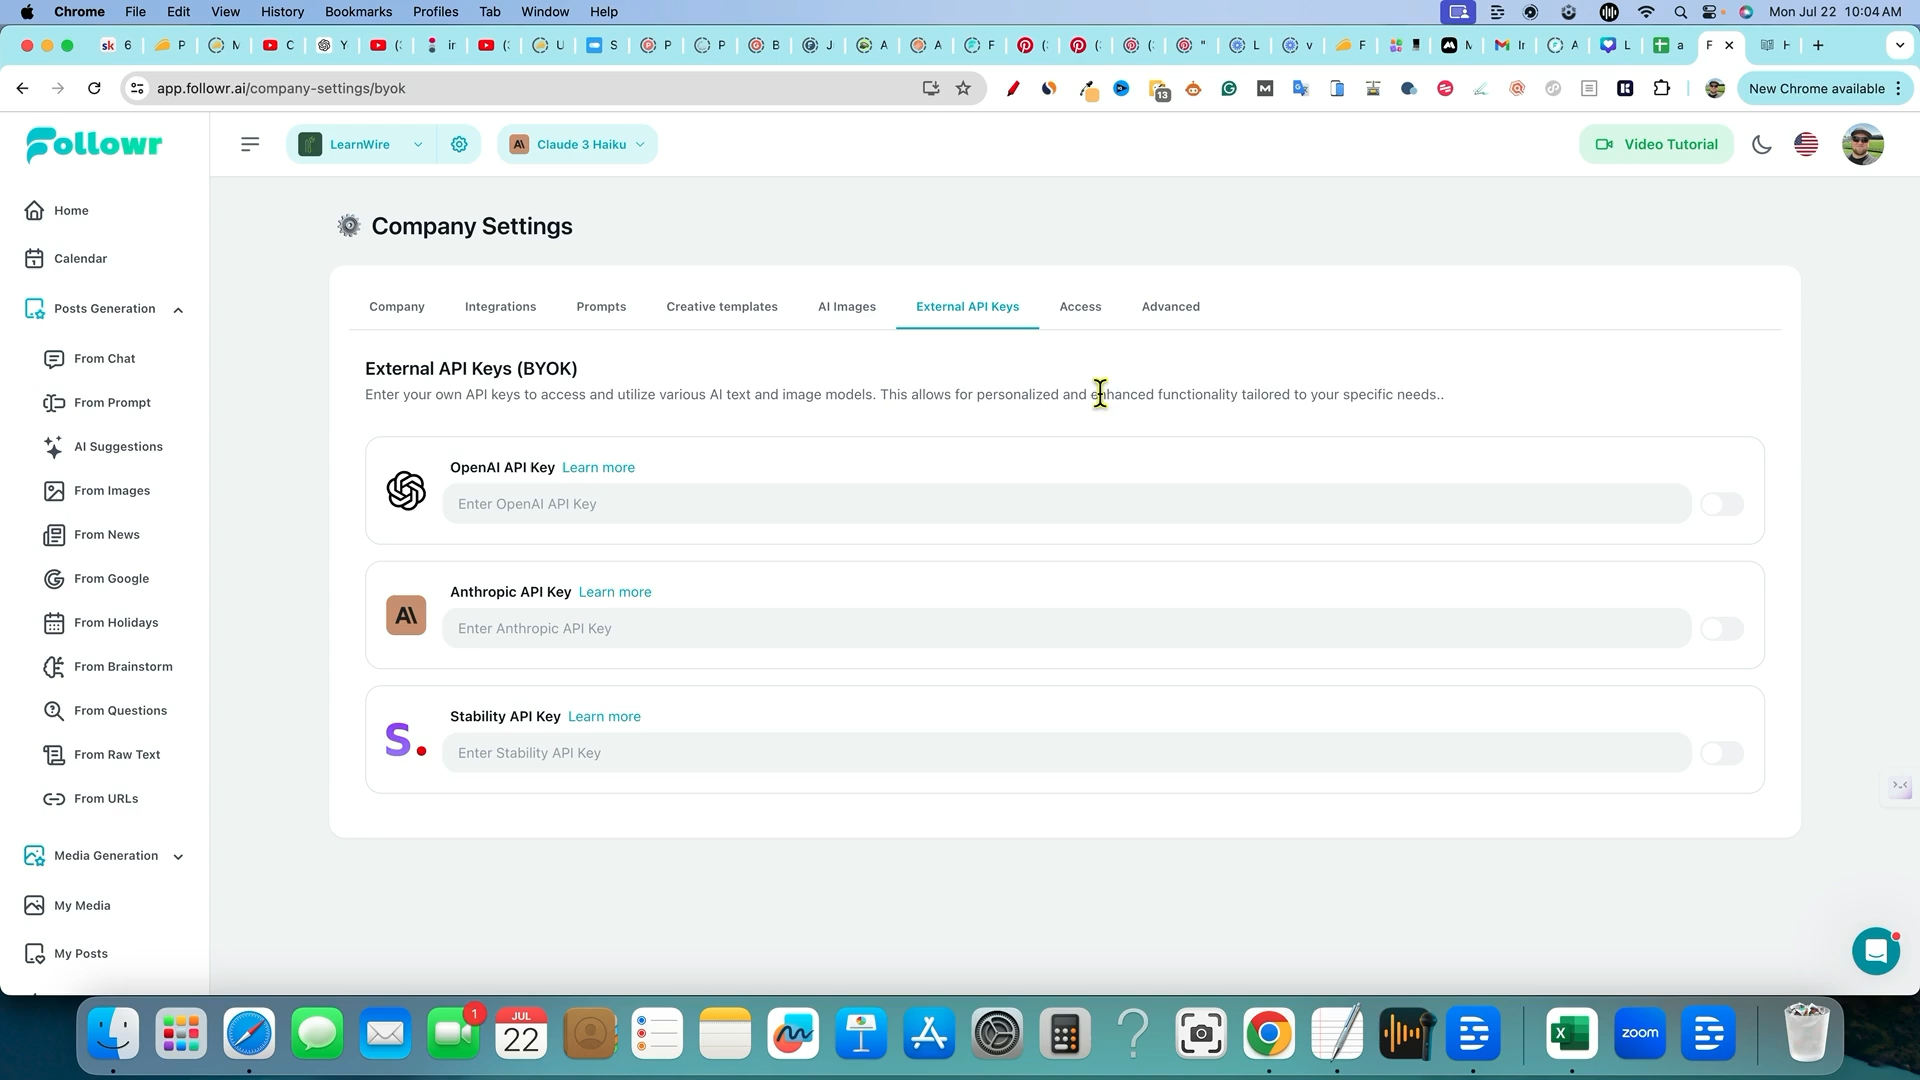 Chrome File Edit View History Bookmarks Profiles Tab Window Help Mon Jul 22 10:04 AM
app.followr.ai/company-settings/byok
13
New Chrome available
Followr
LearnWire
Claude 3 Haiku
Video Tutorial
Home
Calendar
Posts Generation
From Chat
From Prompt
AI Suggestions
From Images
From News
From Google
From Holidays
From Brainstorm
From Questions
From Raw Text
From URLs
Media Generation
My Media
My Posts
Company Settings
Company Integrations Prompts Creative templates AI Images External API Keys Access Advanced
External API Keys (BYOK)
Enter your own API keys to access and utilize various AI text and image models. This allows for personalized and enhanced functionality tailored to your specific needs..
OpenAI API Key Learn more
Enter OpenAI API Key
Anthropic API Key Learn more
Enter Anthropic API Key
Stability API Key Learn more
Enter Stability API Key
1
JUL
22
zoom